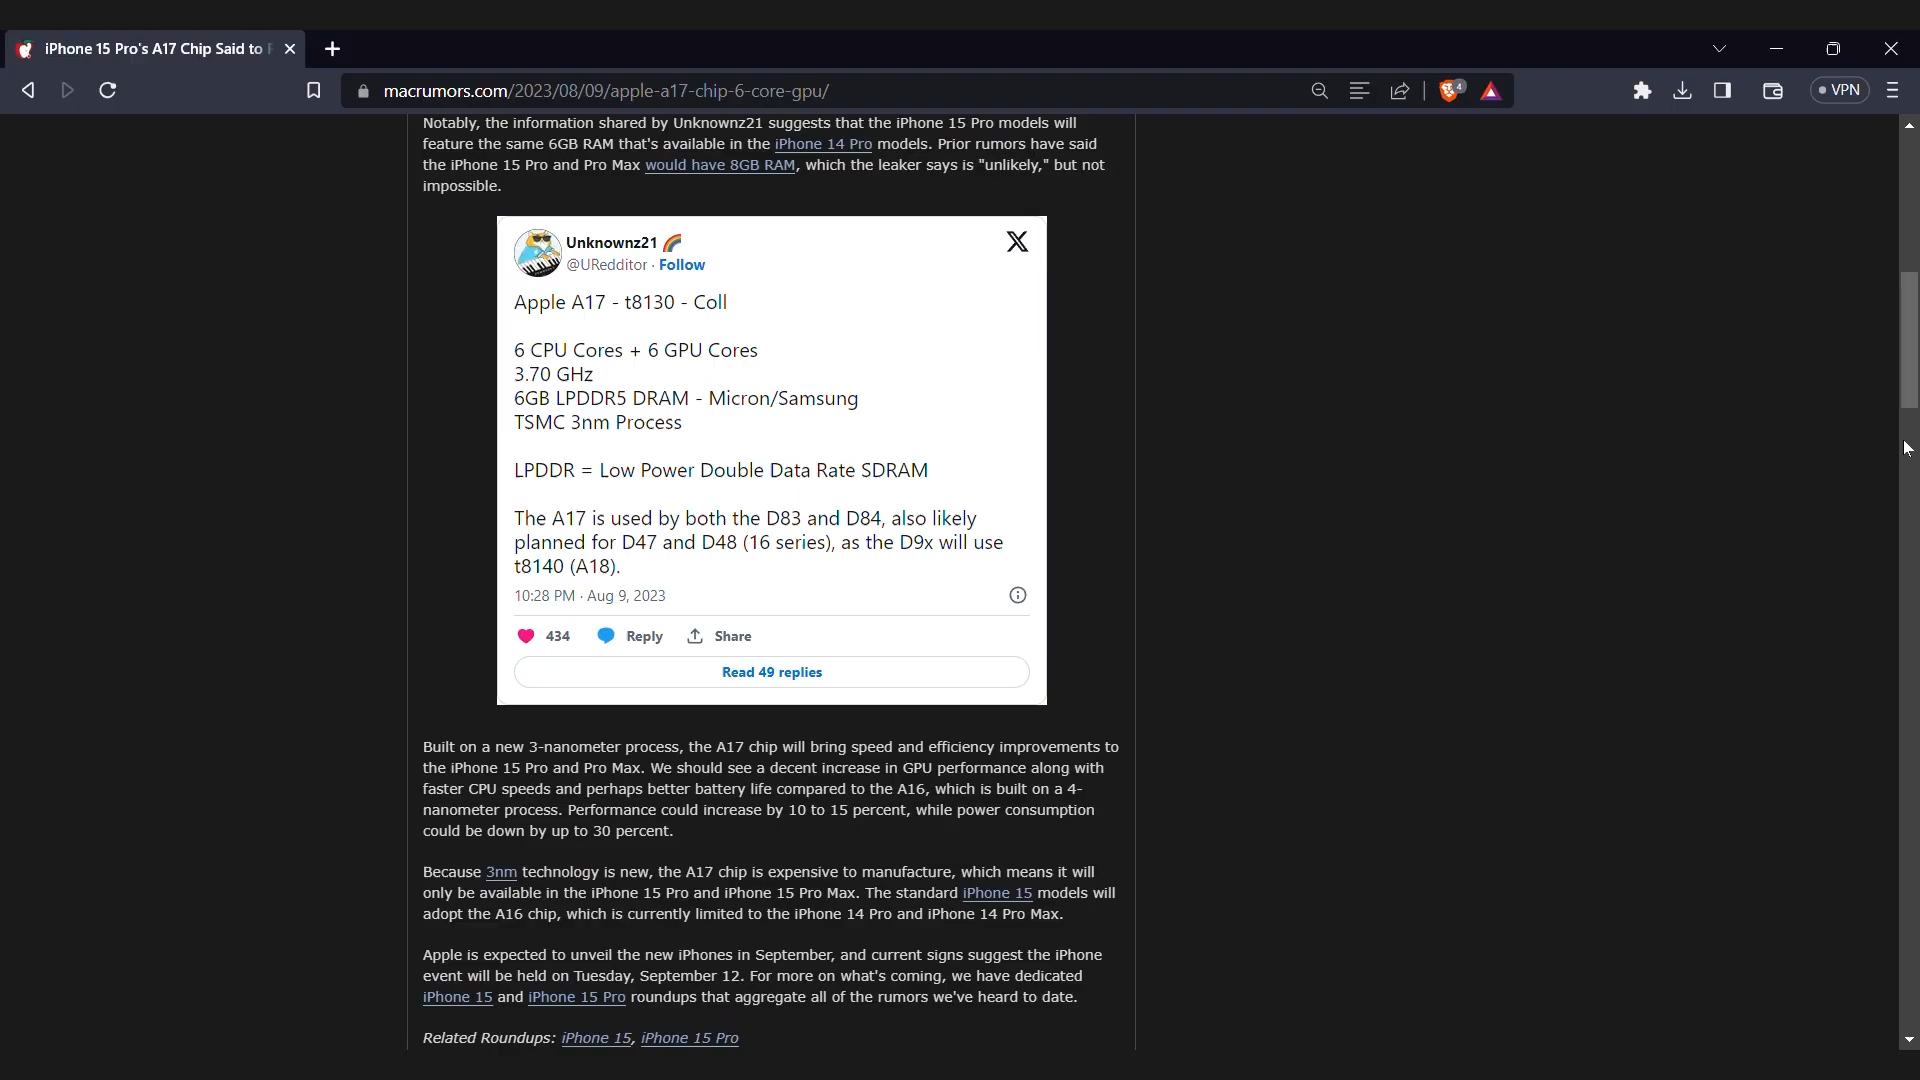 iPhone 15 Pro's A17 Chip Said to
macrumors.com/2023/08/09/apple-a17-chip-6-core-gpu/
4
VPN
Notably, the information shared by Unknownz21 suggests that the iPhone 15 Pro models will
feature the same 6GB RAM that's available in the iPhone 14 Pro models. Prior rumors have said
the iPhone 15 Pro and Pro Max would have 8GB RAM, which the leaker says is "unlikely," but not
impossible.
Unknownz21
@URedditor · Follow
Apple A17 - t8130 - Coll
6 CPU Cores + 6 GPU Cores
3.70 GHz
6GB LPDDR5 DRAM - Micron/Samsung
TSMC 3nm Process
LPDDR = Low Power Double Data Rate SDRAM
The A17 is used by both the D83 and D84, also likely
planned for D47 and D48 (16 series), as the D9x will use
t8140 (A18).
10:28 PM · Aug 9, 2023
434 Reply Share
Read 49 replies
Built on a new 3-nanometer process, the A17 chip will bring speed and efficiency improvements to
the iPhone 15 Pro and Pro Max. We should see a decent increase in GPU performance along with
faster CPU speeds and perhaps better battery life compared to the A16, which is built on a 4-
nanometer process. Performance could increase by 10 to 15 percent, while power consumption
could be down by up to 30 percent.
Because 3nm technology is new, the A17 chip is expensive to manufacture, which means it will
only be available in the iPhone 15 Pro and iPhone 15 Pro Max. The standard iPhone 15 models will
adopt the A16 chip, which is currently limited to the iPhone 14 Pro and iPhone 14 Pro Max.
Apple is expected to unveil the new iPhones in September, and current signs suggest the iPhone
event will be held on Tuesday, September 12. For more on what's coming, we have dedicated
iPhone 15 and iPhone 15 Pro roundups that aggregate all of the rumors we've heard to date.
Related Roundups: iPhone 15, iPhone 15 Pro